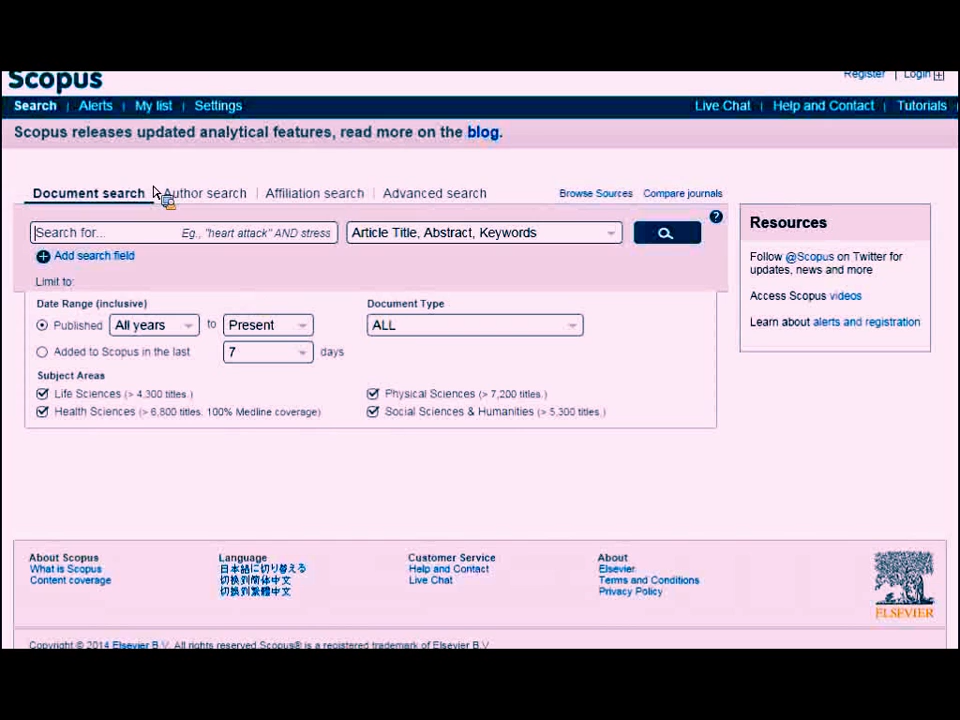 Scopus
Register | Login
Search | Alerts | My list | Settings
Live Chat | Help and Contact | Tutorials
Scopus releases updated analytical features, read more on the blog.
Document search | Author search | Affiliation search | Advanced search
Browse Sources Compare journals
Search for... Eg., "heart attack" AND stress
Article Title, Abstract, Keywords
?
Add search field
Limit to:
Date Range (inclusive)
Document Type
Published All years to Present
ALL
Added to Scopus in the last 7 days
Subject Areas
Life Sciences (> 4,300 titles.)
Physical Sciences (> 7,200 titles.)
Health Sciences (> 6,800 titles. 100% Medline coverage)
Social Sciences & Humanities (> 5,300 titles.)
Resources
Follow @Scopus on Twitter for
updates, news and more
Access Scopus videos
Learn about alerts and registration
About Scopus
What is Scopus
Content coverage
Language
日本語に切り替える
切换到简体中文
切換到繁體中文
Customer Service
Help and Contact
Live Chat
About
Elsevier
Terms and Conditions
Privacy Policy
ELSEVIER
Copyright © 2014 Elsevier B.V. All rights reserved Scopus® is a registered trademark of Elsevier B.V